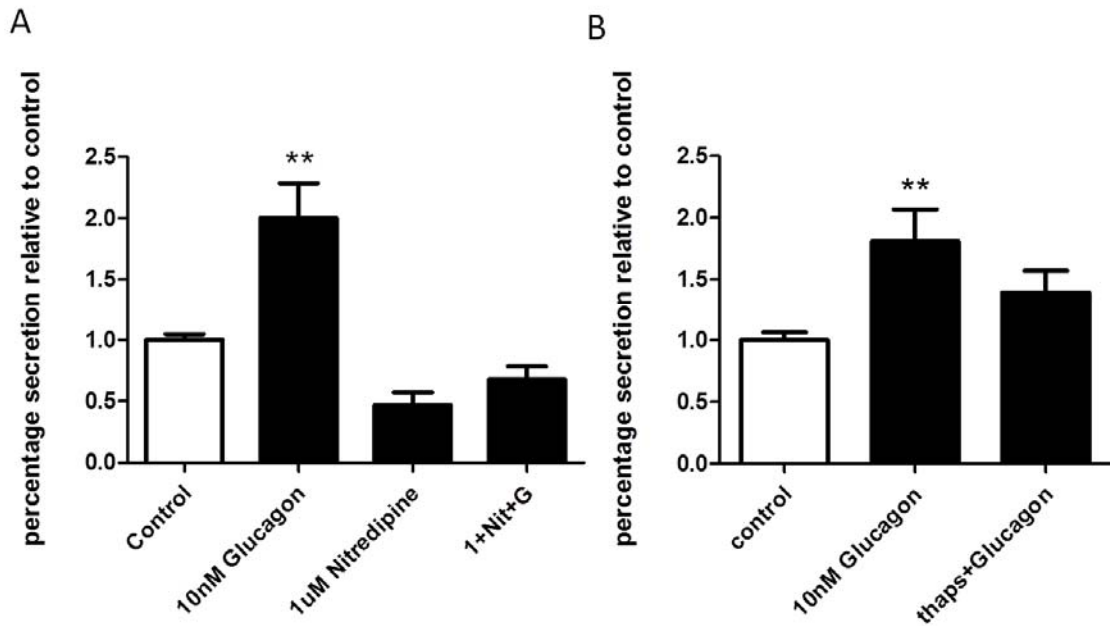 A
percentage secretion relative to control
2.5
2.0
1.5
1.0
0.5
0.0
**
Control
10nM Glucagon
1uM Nitredipine
1+Nit+G
B
percentage secretion relative to control
2.5
2.0
1.5
1.0
0.5
0.0
**
control
10nM Glucagon
thaps+Glucagon